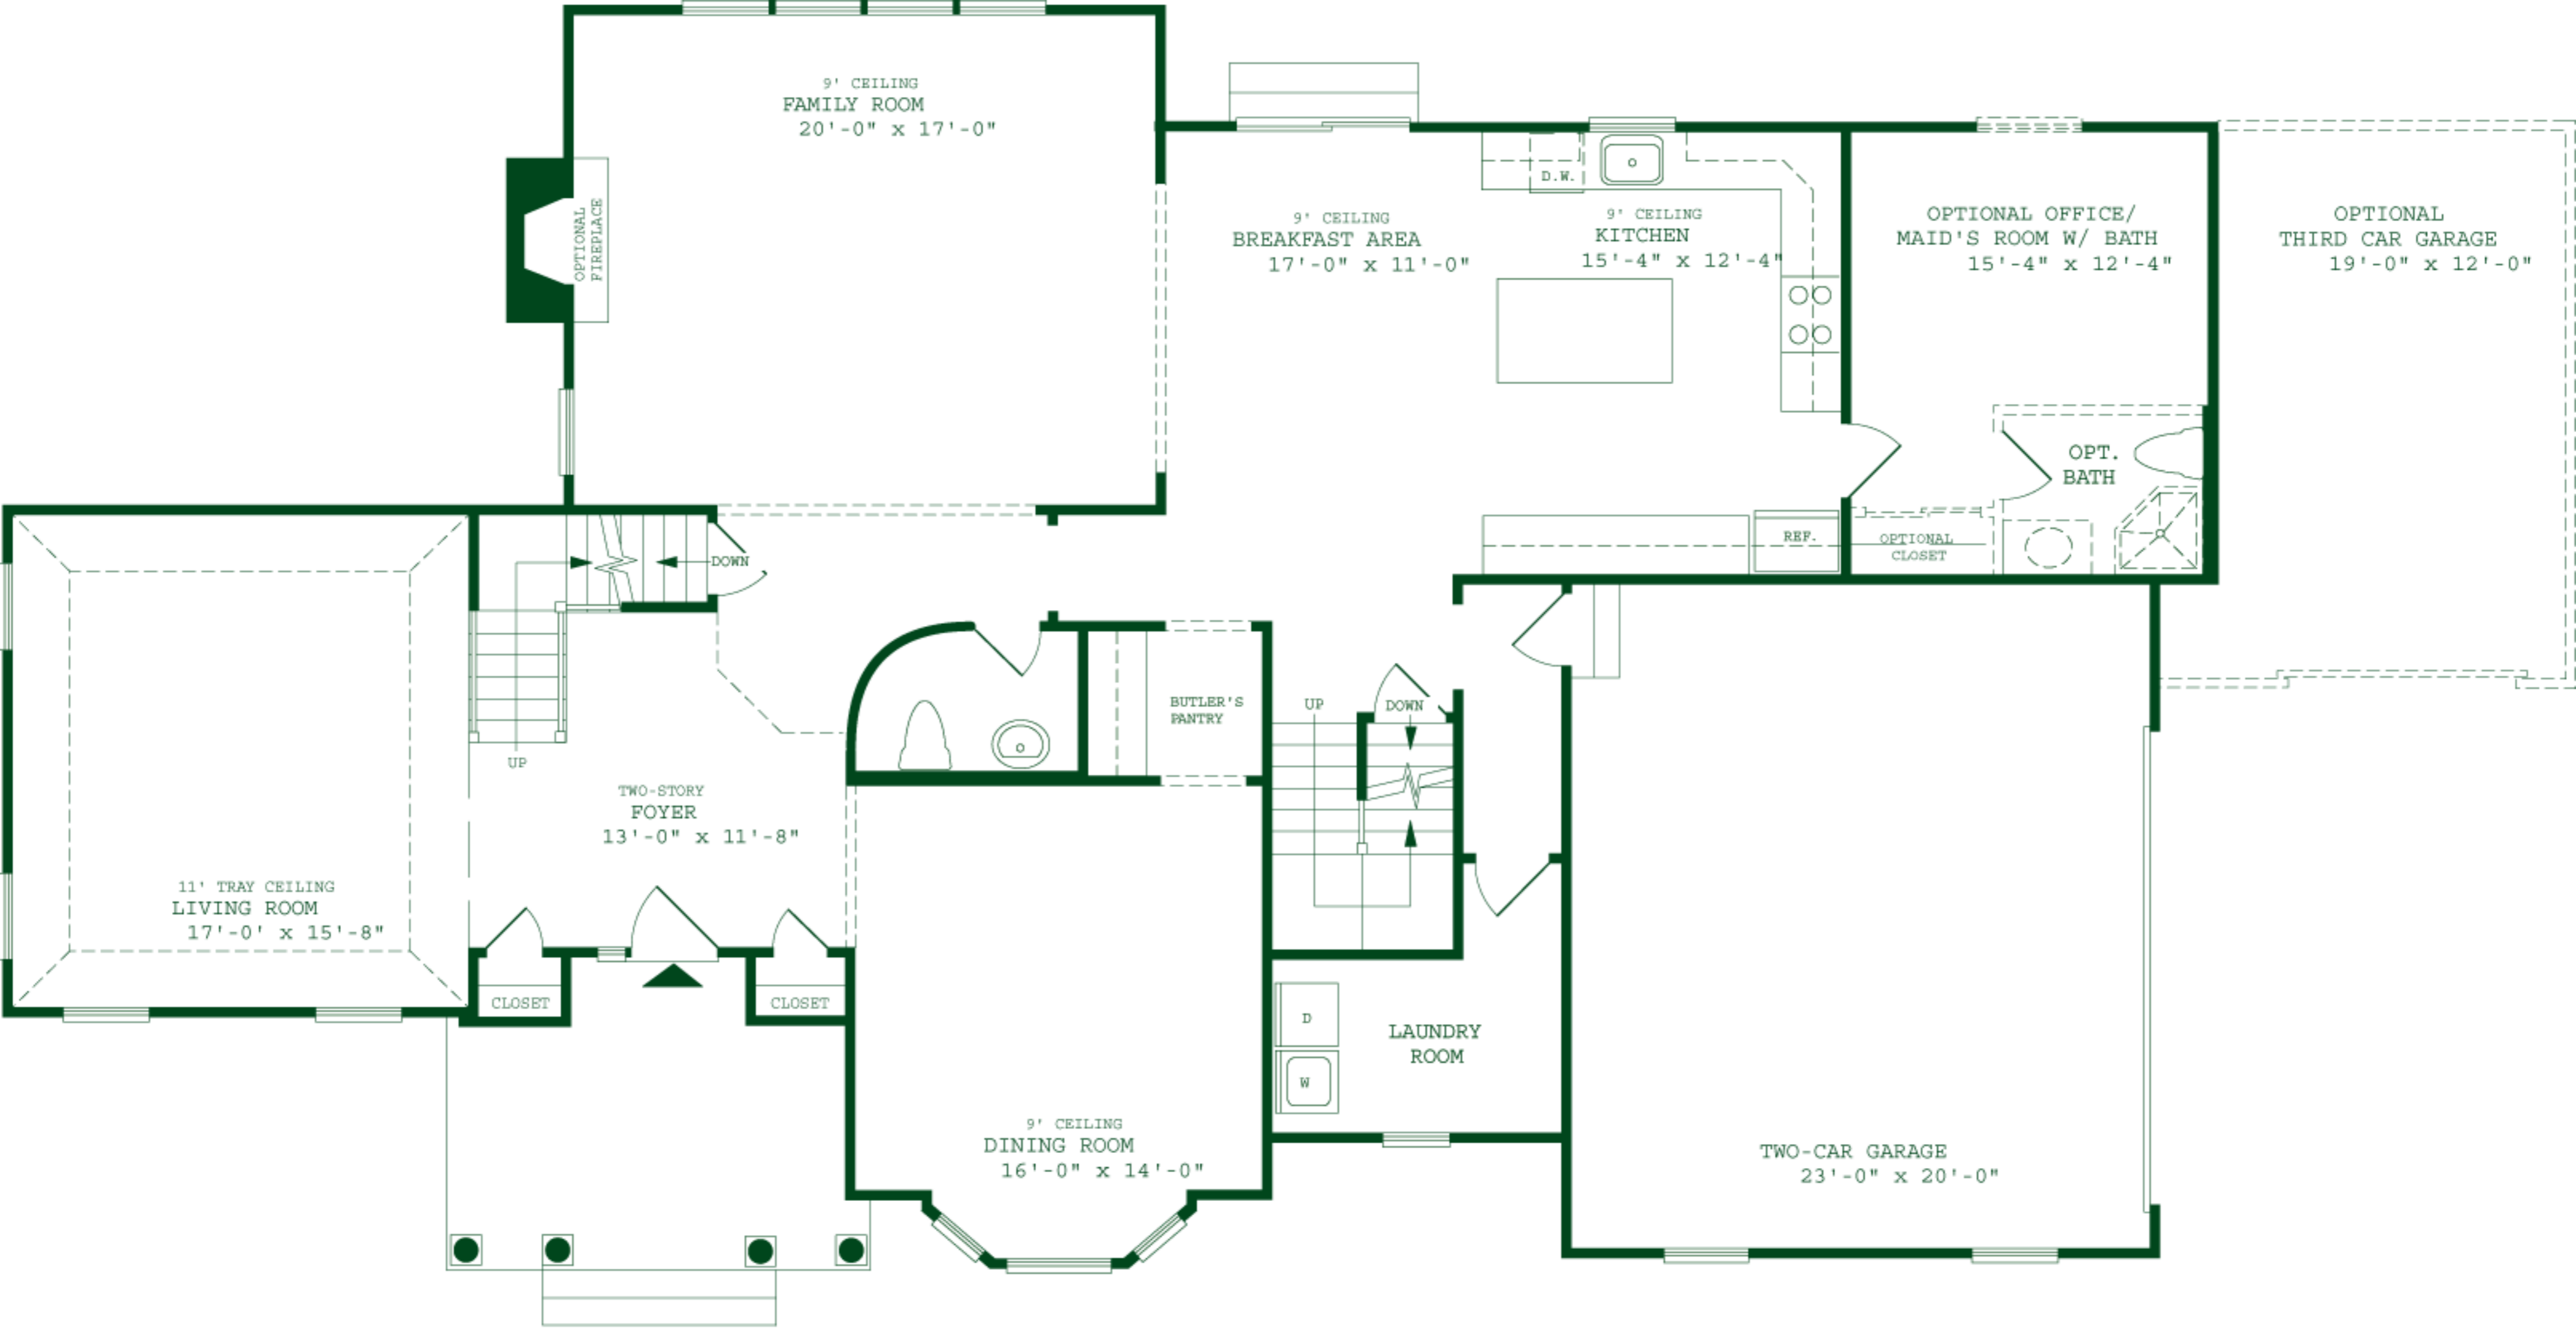 9' CEILING
FAMILY ROOM
20'-0" x 17'-0"
OPTIONAL
FIREPLACE
9' CEILING
BREAKFAST AREA
17'-0" x 11'-0"
D.W.
9' CEILING
KITCHEN
15'-4" x 12'-4"
OPTIONAL OFFICE/
MAID'S ROOM W/ BATH
15'-4" x 12'-4"
OPTIONAL
THIRD CAR GARAGE
19'-0" x 12'-0"
OPT.
BATH
REF.
OPTIONAL
CLOSET
DOWN
UP
BUTLER'S
PANTRY
UP
DOWN
TWO-STORY
FOYER
13'-0" x 11'-8"
11' TRAY CEILING
LIVING ROOM
17'-0' x 15'-8"
CLOSET
CLOSET
D
W
LAUNDRY
ROOM
9' CEILING
DINING ROOM
16'-0" x 14'-0"
TWO-CAR GARAGE
23'-0" x 20'-0"